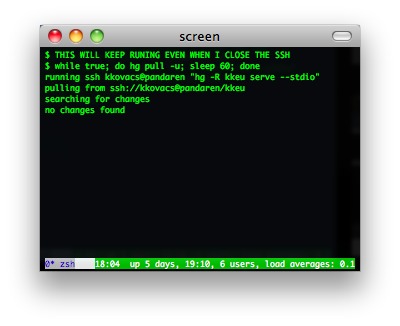 screen
$ THIS WILL KEEP RUNING EVEN WHEN I CLOSE THE SSH
$ while true; do hg pull -u; sleep 60; done
running ssh kkovacs@pandaren "hg -R kkeu serve --stdio"
pulling from ssh://kkovacs@pandaren/kkeu
searching for changes
no changes found
0* zsh 18:04 up 5 days, 19:10, 6 users, load averages: 0.1